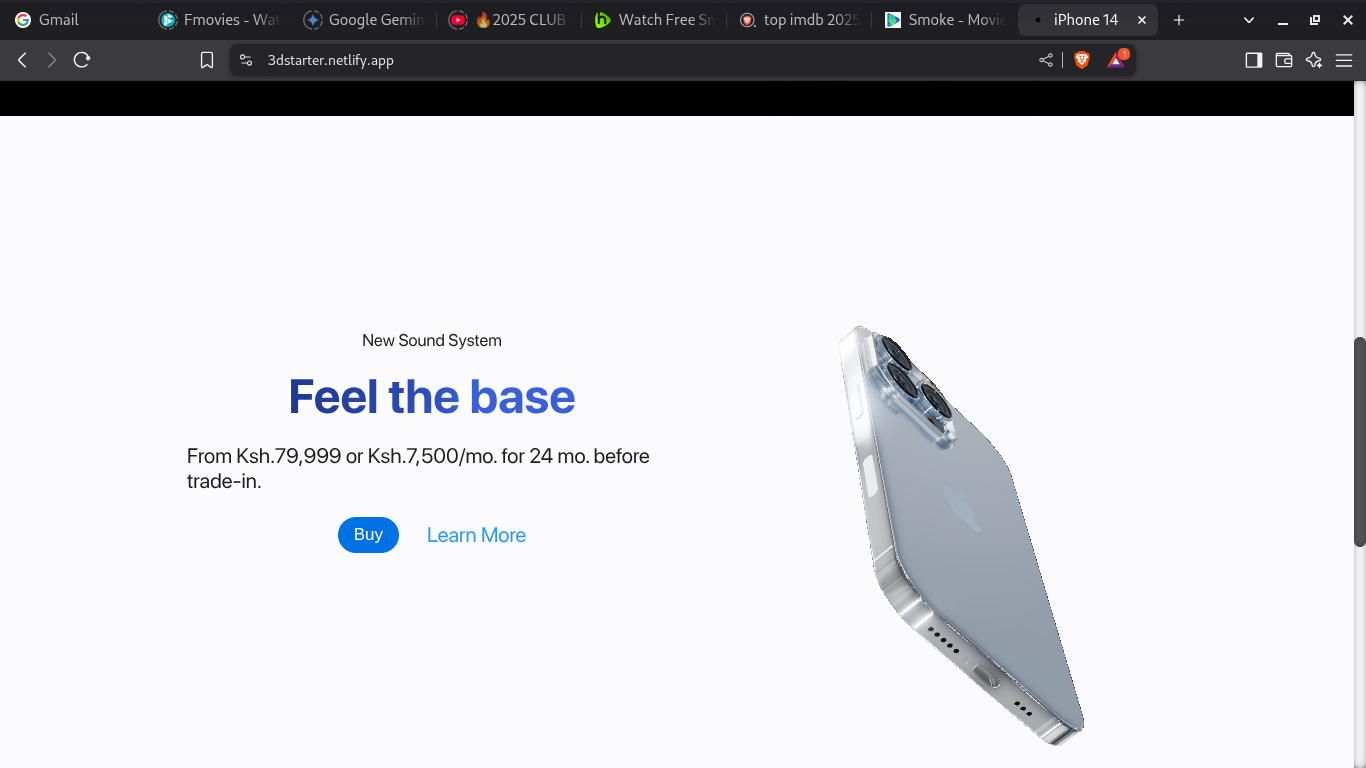 Gmail
Fmovies - Wat
Google Gemin
🔥2025 CLUB
Watch Free Sm
top imdb 2025
Smoke - Movie
iPhone 14
3dstarter.netlify.app
1
New Sound System
Feel the base
From Ksh.79,999 or Ksh.7,500/mo. for 24 mo. before
trade-in.
Buy
Learn More